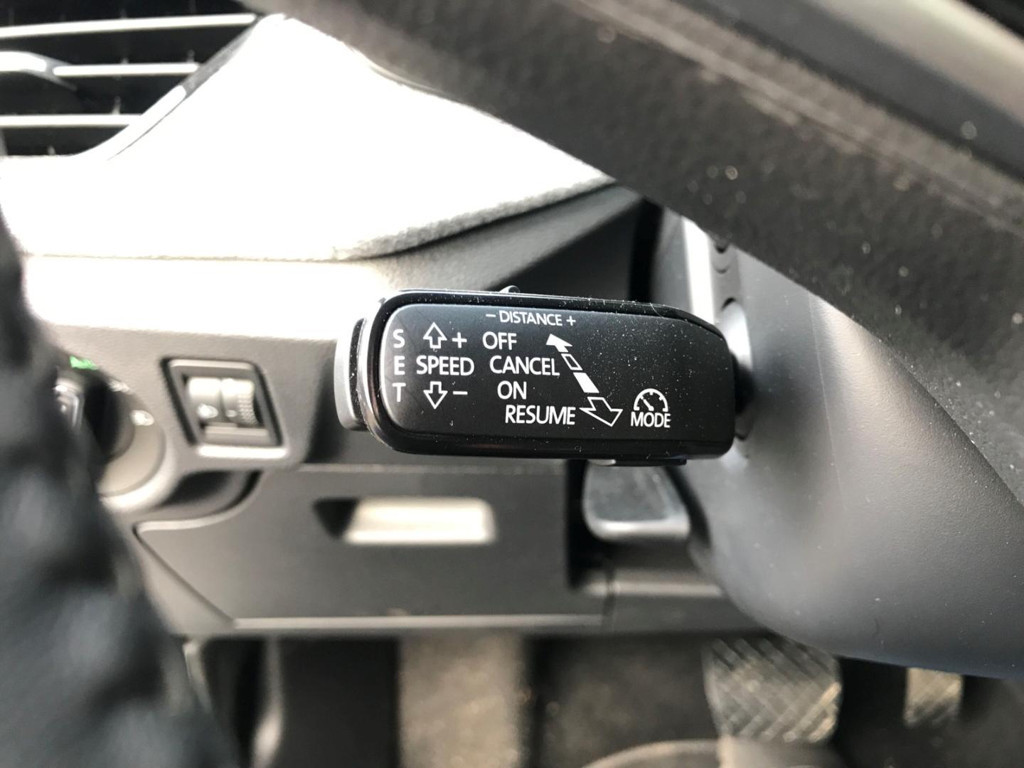 - DISTANCE +
S + OFF
E SPEED CANCEL
T - ON
RESUME MODE